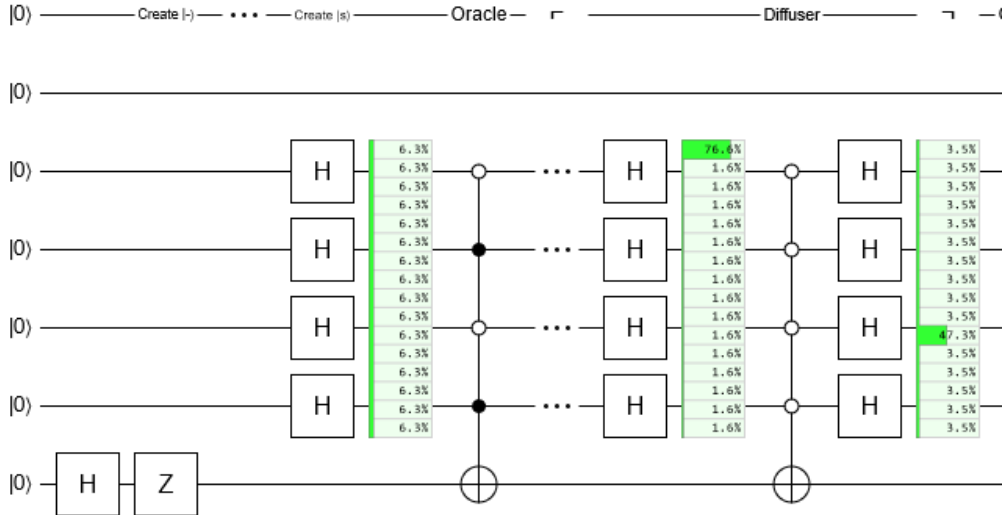 |0⟩ Create |-⟩ ••• Create |s⟩ Oracle ⌜ Diffuser ¬
|0⟩
6.3% 76.6% 3.5%
|0⟩ H 6.3% ••• H 1.6% H 3.5%
6.3% 1.6% 3.5%
6.3% 1.6% 3.5%
6.3% 1.6% 3.5%
|0⟩ H 6.3% ••• H 1.6% H 3.5%
6.3% 1.6% 3.5%
6.3% 1.6% 3.5%
6.3% 1.6% 3.5%
6.3% 1.6% 3.5%
|0⟩ H 6.3% ••• H 1.6% H 47.3%
6.3% 1.6% 3.5%
6.3% 1.6% 3.5%
6.3% 1.6% 3.5%
|0⟩ H 6.3% ••• H 1.6% H 3.5%
6.3% 1.6% 3.5%
|0⟩ H Z